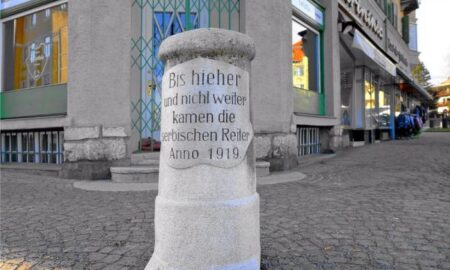 Bis hieher
und nicht weiter
kamen die
serbischen Reiter
Anno 1919